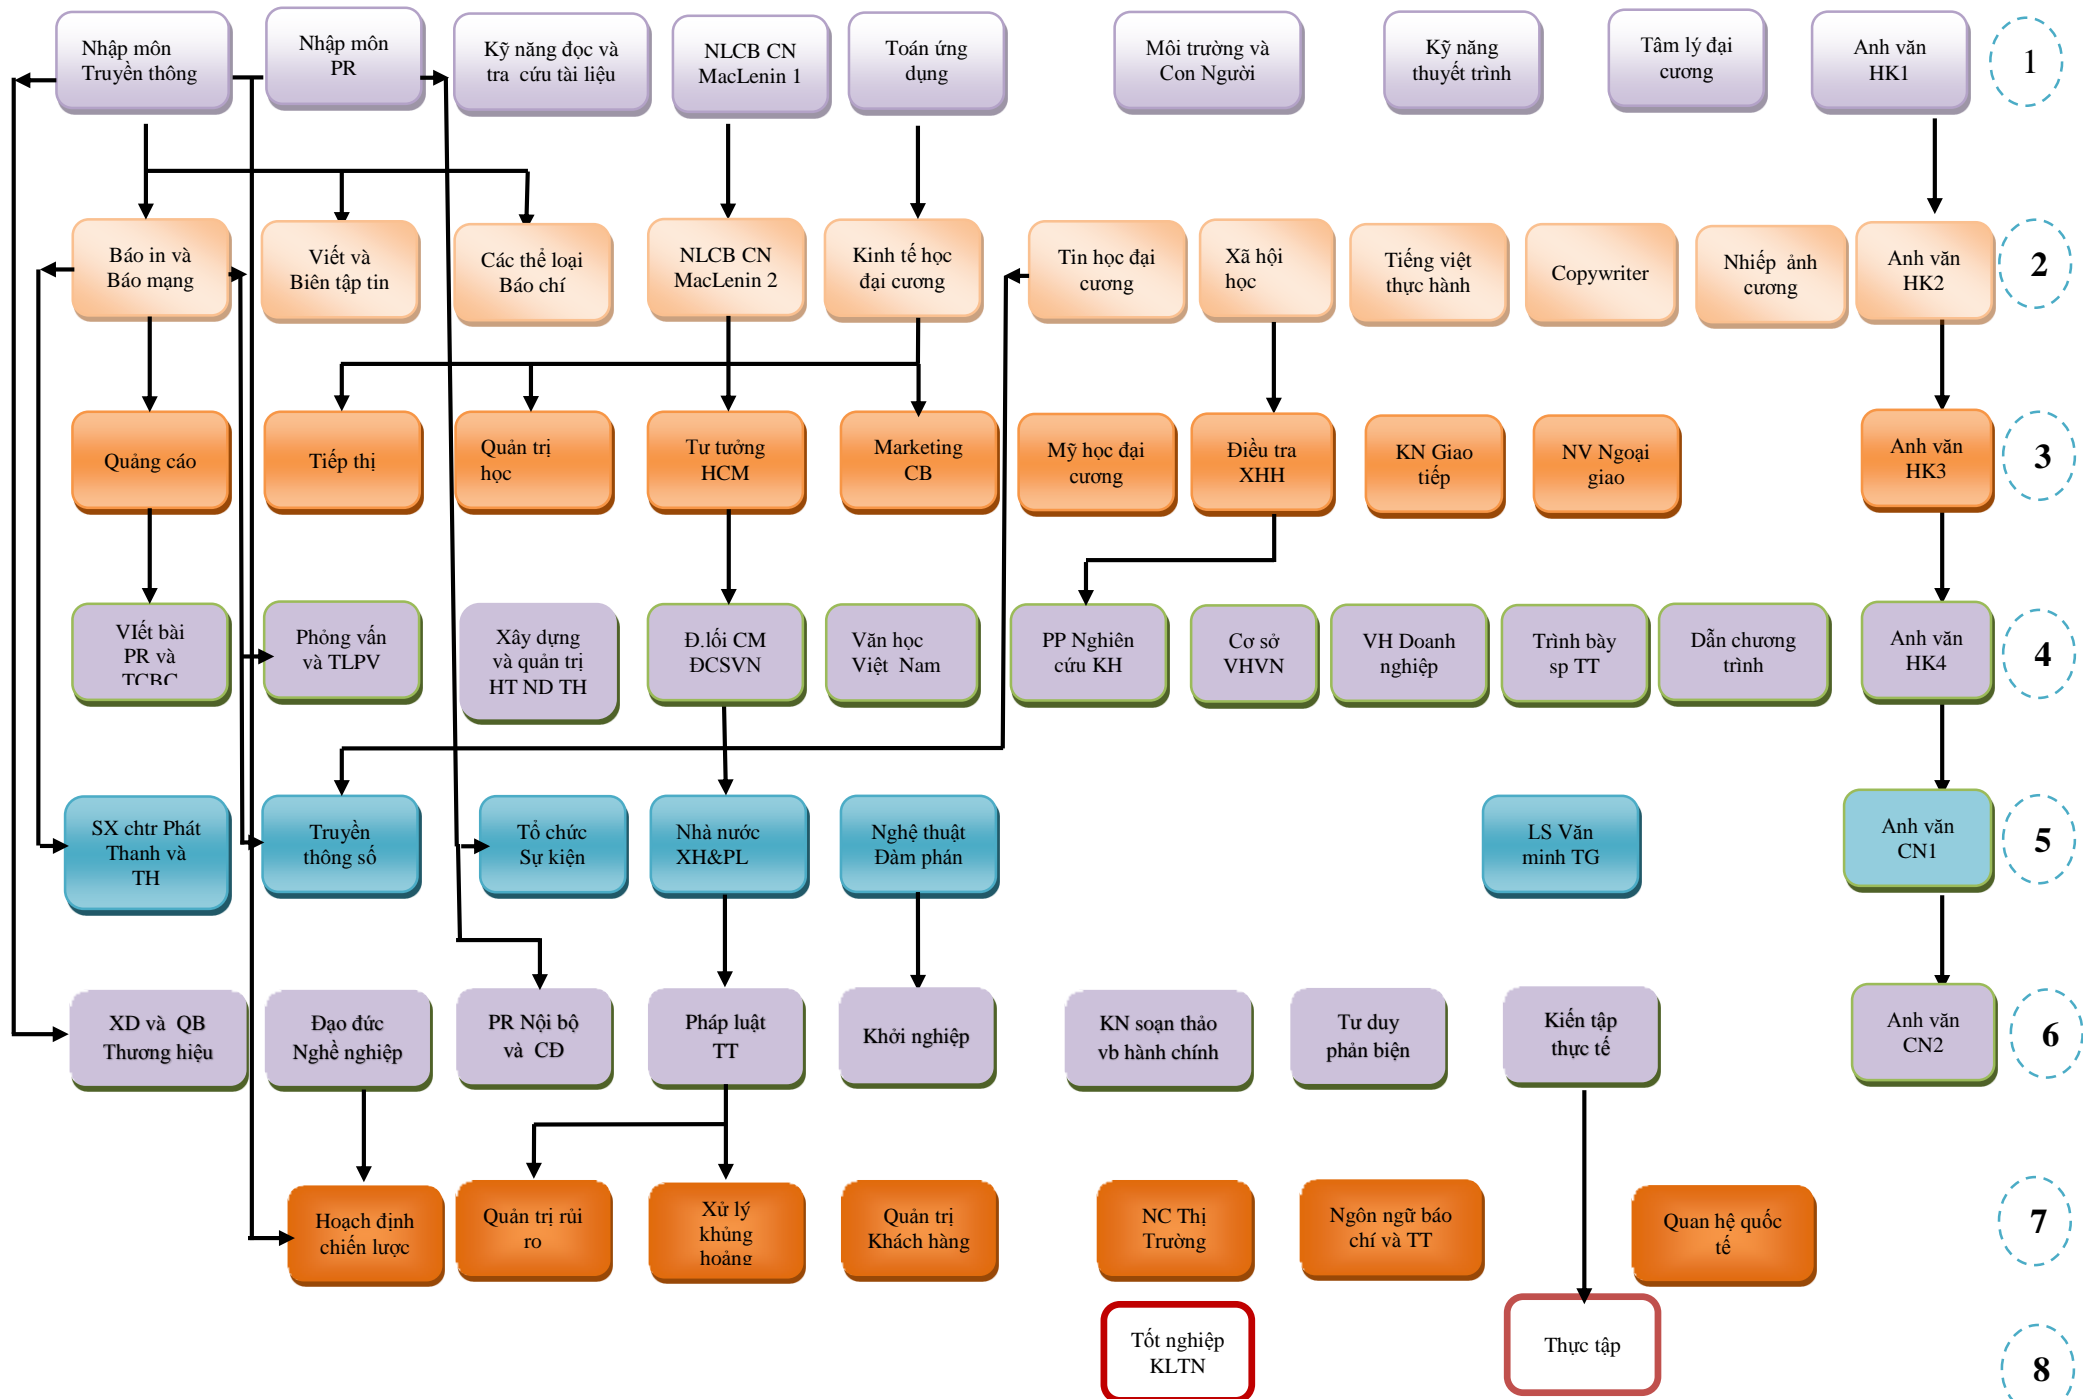 Nhập môn
Truyền thông
Nhập môn
PR
Kỹ năng đọc và
tra cứu tài liệu
NLCB CN
MacLenin 1
Toán ứng
dụng
Môi trường và
Con Người
Kỹ năng
thuyết trình
Tâm lý đại
cương
Anh văn
HK1
1
Báo in và
Báo mạng
Viết và
Biên tập tin
Các thể loại
Báo chí
NLCB CN
MacLenin 2
Kinh tế học
đại cương
Tin học đại
cương
Xã hội
học
Tiếng việt
thực hành
Copywriter
Nhiếp ảnh
cương
Anh văn
HK2
2
Quảng cáo
Tiếp thị
Quản trị
học
Tư tưởng
HCM
Marketing
CB
Mỹ học đại
cương
Điều tra
XHH
KN Giao
tiếp
NV Ngoại
giao
Anh văn
HK3
3
VIết bài
PR và
TCBC
Phỏng vấn
và TLPV
Xây dựng
và quản trị
HT ND TH
Đ.lối CM
ĐCSVN
Văn học
Việt Nam
PP Nghiên
cứu KH
Cơ sở
VHVN
VH Doanh
nghiệp
Trình bày
sp TT
Dẫn chương
trình
Anh văn
HK4
4
SX chtr Phát
Thanh và
TH
Truyền
thông số
Tổ chức
Sự kiện
Nhà nước
XH&PL
Nghệ thuật
Đàm phán
LS Văn
minh TG
Anh văn
CN1
5
XD và QB
Thương hiệu
Đạo đức
Nghề nghiệp
PR Nội bộ
và CĐ
Pháp luật
TT
Khởi nghiệp
KN soạn thảo
vb hành chính
Tư duy
phản biện
Kiến tập
thực tế
Anh văn
CN2
6
Hoạch định
chiến lược
Quản trị rủi
ro
Xử lý
khủng
hoảng
Quản trị
Khách hàng
NC Thị
Trường
Ngôn ngữ báo
chí và TT
Quan hệ quốc
tế
7
Tốt nghiệp
KLTN
Thực tập
8